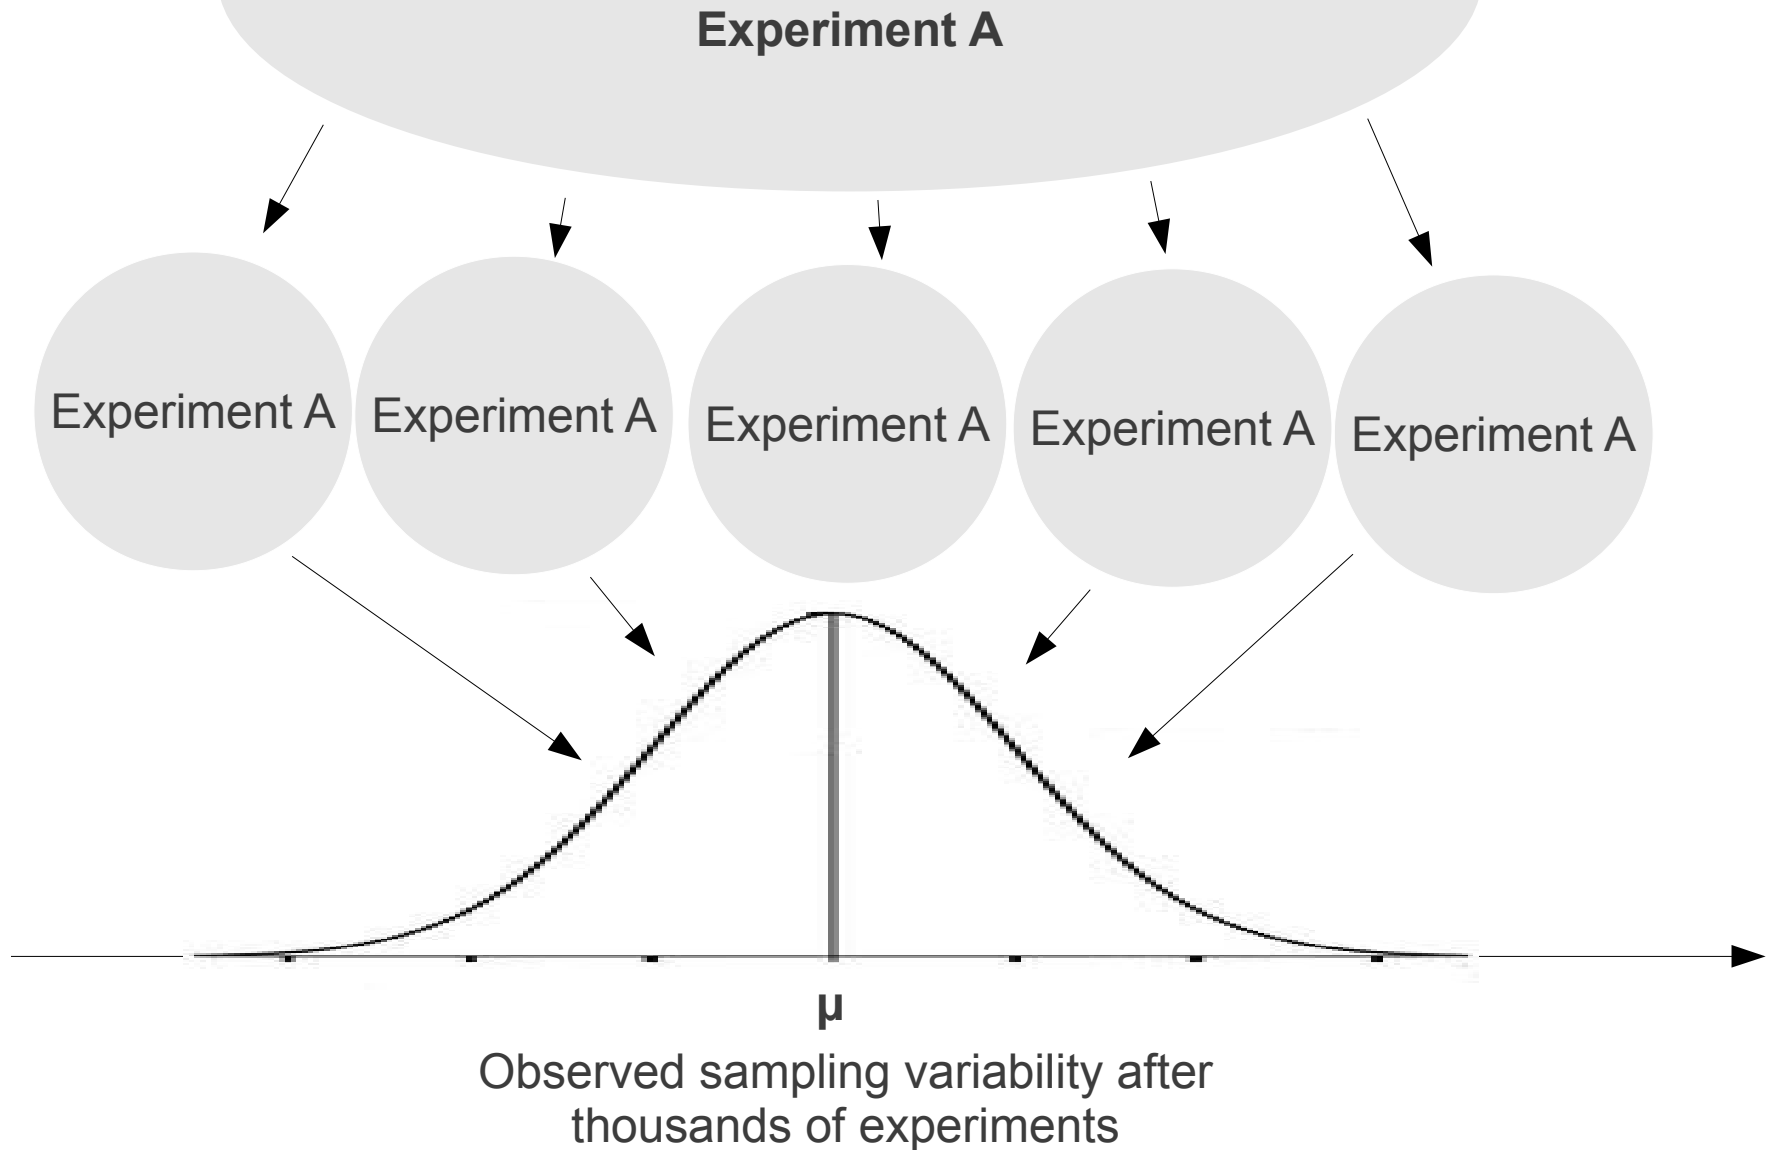 Experiment A
Experiment A
Experiment A
Experiment A
Experiment A
Experiment A
μ
Observed sampling variability after
thousands of experiments